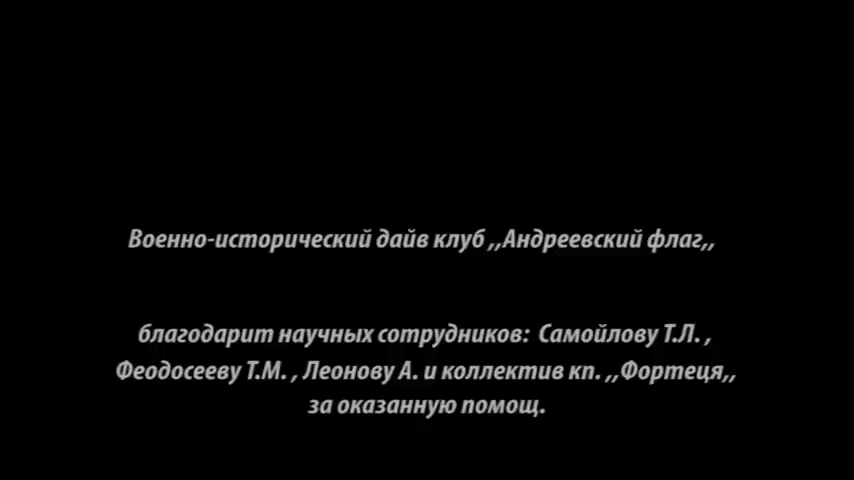 Военно-исторический дайв клуб ,,Андреевский флаг,,
благодарит научных сотрудников: Самойлову Т.Л. ,
Феодосееву Т.М. , Леонову А. и коллектив кп. ,,Фортеця,,
за оказанную помощ.